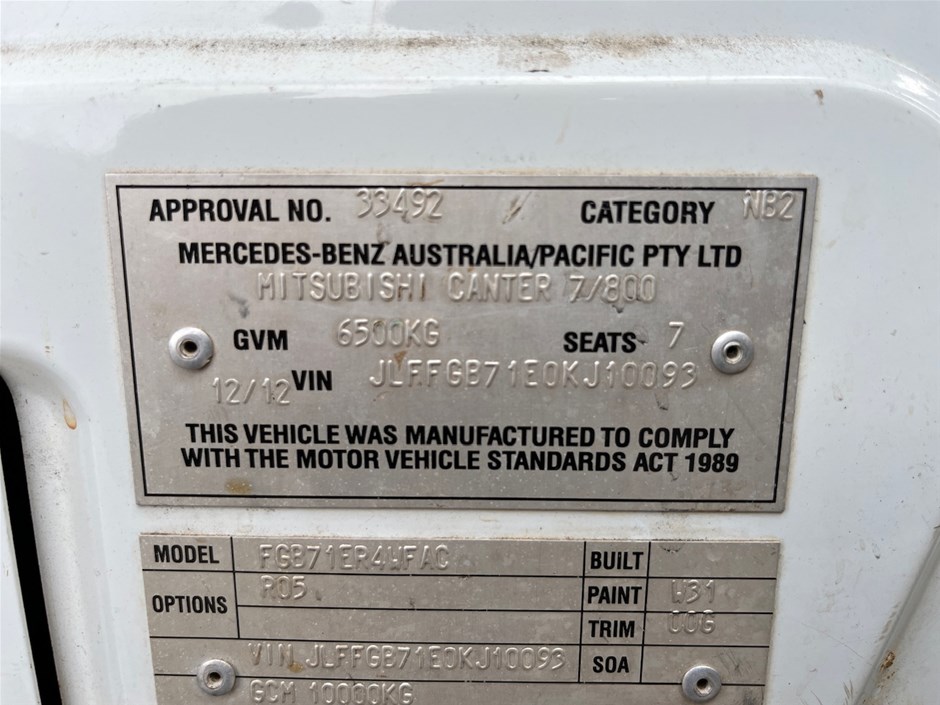 APPROVAL NO. 33492 / CATEGORY NB2
MERCEDES-BENZ AUSTRALIA/PACIFIC PTY LTD
MITSUBISHI CANTER 7/800
GVM 6500KG SEATS 7
12/12 VIN JLFFGB71E0KJ10093
THIS VEHICLE WAS MANUFACTURED TO COMPLY
WITH THE MOTOR VEHICLE STANDARDS ACT 1989
MODEL FGB71ER4WFAC BUILT
OPTIONS R05 PAINT W31
TRIM 00G
VIN JLFFGB71E0KJ10093 SOA
GCM 10000KG